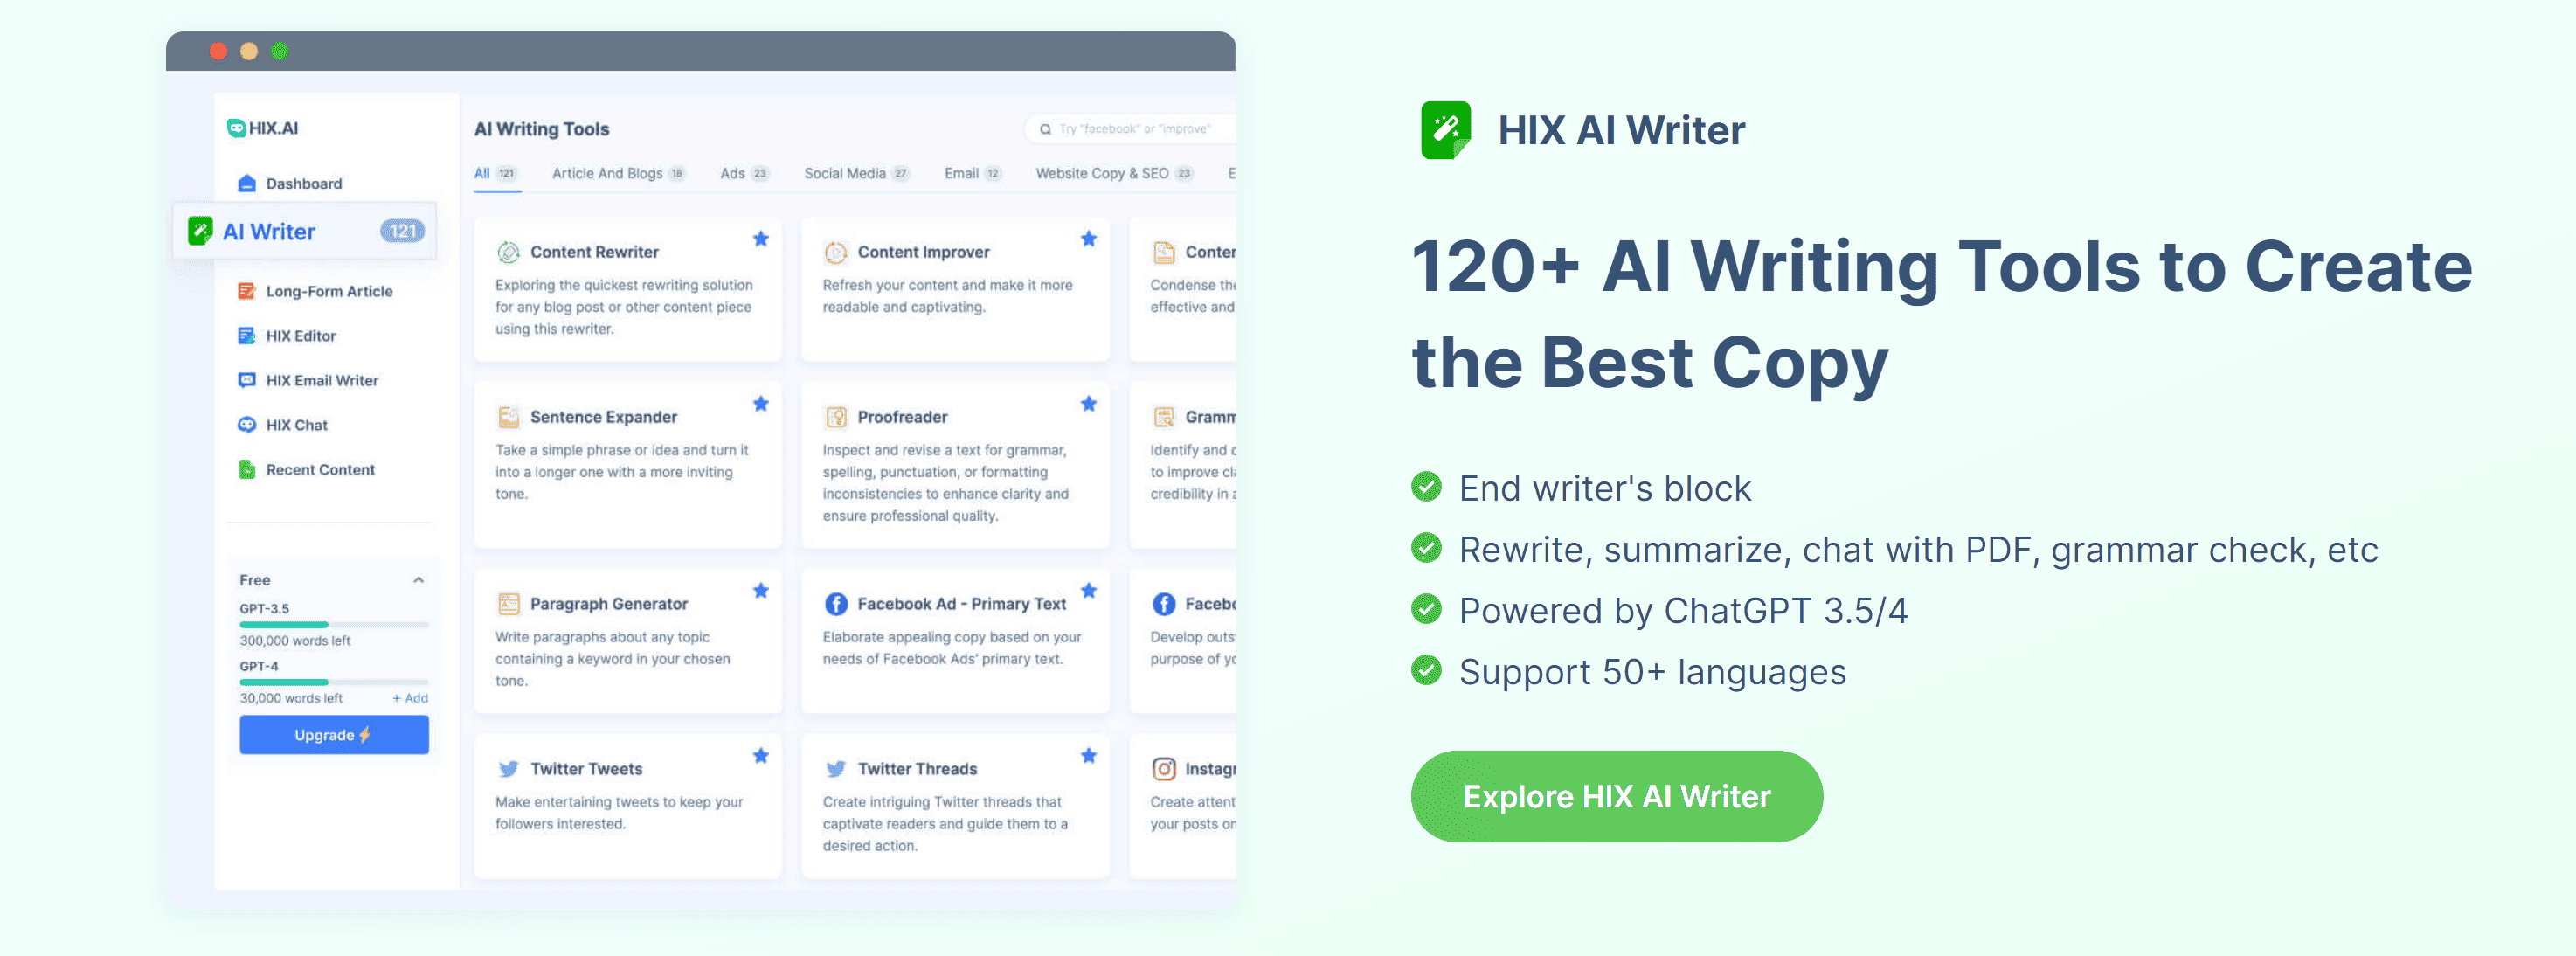 HIX.AI
Dashboard
AI Writer 121
Long-Form Article
HIX Editor
HIX Email Writer
HIX Chat
Recent Content
Free
GPT-3.5
300,000 words left
GPT-4
30,000 words left + Add
Upgrade
AI Writing Tools
Try "facebook" or "improve"
All 121 Article And Blogs 18 Ads 23 Social Media 27 Email 12 Website Copy & SEO 23 E
Content Rewriter
Exploring the quickest rewriting solution
for any blog post or other content piece
using this rewriter.
Content Improver
Refresh your content and make it more
readable and captivating.
Conter
Condense the
effective and
Sentence Expander
Take a simple phrase or idea and turn it
into a longer one with a more inviting
tone.
Proofreader
Inspect and revise a text for grammar,
spelling, punctuation, or formatting
inconsistencies to enhance clarity and
ensure professional quality.
Gramm
Identify and c
to improve cla
credibility in a
Paragraph Generator
Write paragraphs about any topic
containing a keyword in your chosen
tone.
Facebook Ad - Primary Text
Elaborate appealing copy based on your
needs of Facebook Ads' primary text.
Facebo
Develop outs
purpose of yo
Twitter Tweets
Make entertaining tweets to keep your
followers interested.
Twitter Threads
Create intriguing Twitter threads that
captivate readers and guide them to a
desired action.
Instagr
Create attent
your posts on
HIX AI Writer
120+ AI Writing Tools to Create
the Best Copy
End writer's block
Rewrite, summarize, chat with PDF, grammar check, etc
Powered by ChatGPT 3.5/4
Support 50+ languages
Explore HIX AI Writer